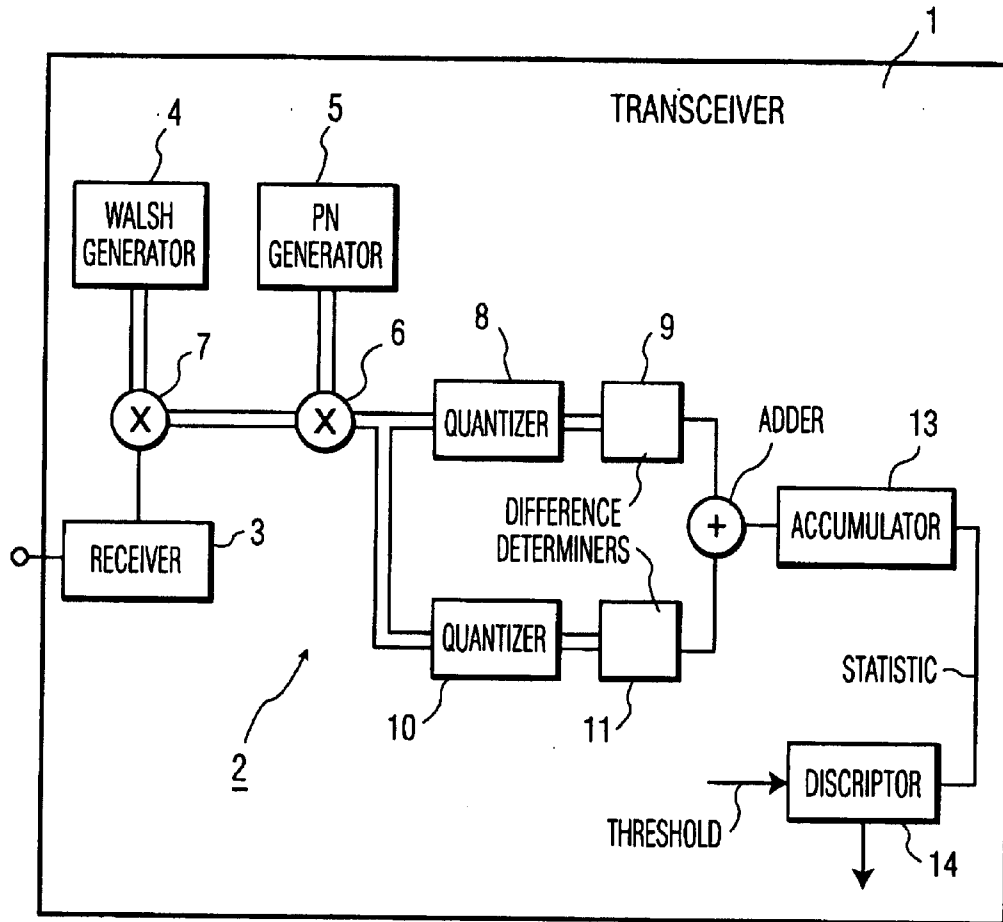 1
TRANSCEIVER
4
5
WALSH
GENERATOR
PN
GENERATOR
7
6
8
9
X
X
QUANTIZER
ADDER
13
DIFFERENCE
DETERMINERS
+
ACCUMULATOR
RECEIVER
3
QUANTIZER
10
11
STATISTIC
2
DISCRIPTOR
THRESHOLD
14